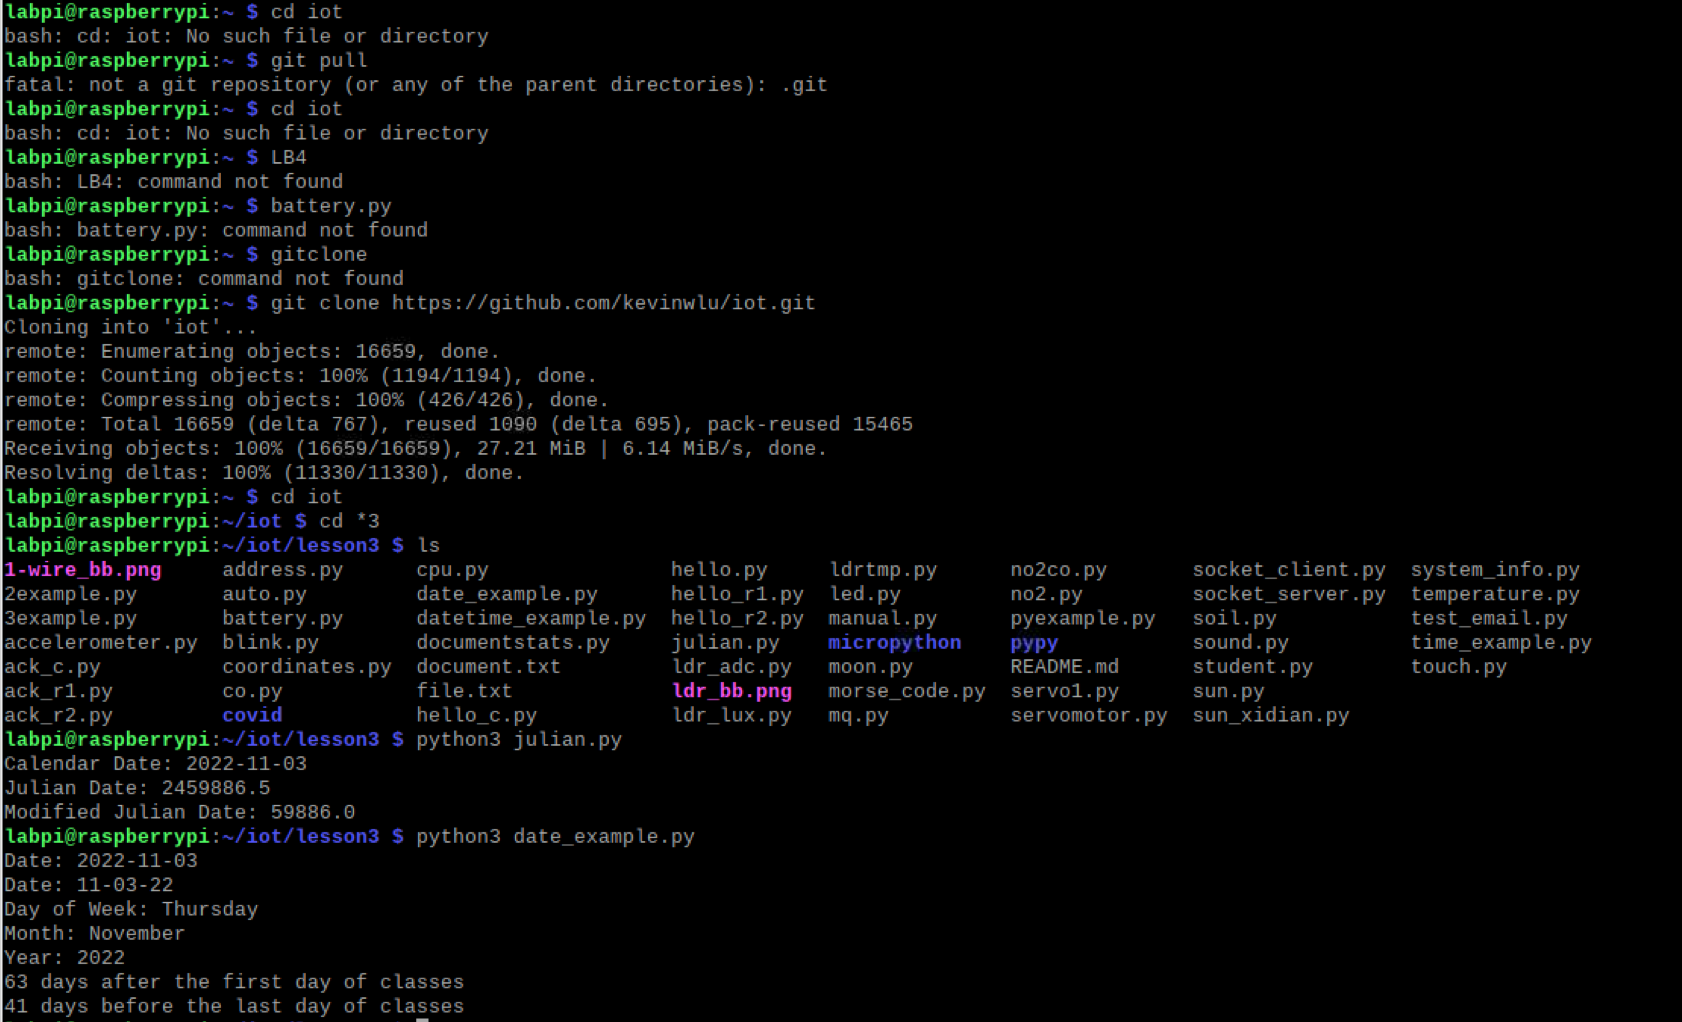 labpi@raspberrypi:~ $ cd iot
bash: cd: iot: No such file or directory
labpi@raspberrypi:~ $ git pull
fatal: not a git repository (or any of the parent directories): .git
labpi@raspberrypi:~ $ cd iot
bash: cd: iot: No such file or directory
labpi@raspberrypi:~ $ LB4
bash: LB4: command not found
labpi@raspberrypi:~ $ battery.py
bash: battery.py: command not found
labpi@raspberrypi:~ $ gitclone
bash: gitclone: command not found
labpi@raspberrypi:~ $ git clone https://github.com/kevinwlu/iot.git
Cloning into 'iot'...
remote: Enumerating objects: 16659, done.
remote: Counting objects: 100% (1194/1194), done.
remote: Compressing objects: 100% (426/426), done.
remote: Total 16659 (delta 767), reused 1090 (delta 695), pack-reused 15465
Receiving objects: 100% (16659/16659), 27.21 MiB | 6.14 MiB/s, done.
Resolving deltas: 100% (11330/11330), done.
labpi@raspberrypi:~ $ cd iot
labpi@raspberrypi:~/iot $ cd *3
labpi@raspberrypi:~/iot/lesson3 $ ls
1-wire_bb.png address.py cpu.py hello.py ldrtmp.py no2co.py socket_client.py system_info.py
2example.py auto.py date_example.py hello_r1.py led.py no2.py socket_server.py temperature.py
3example.py battery.py datetime_example.py hello_r2.py manual.py pyexample.py soil.py test_email.py
accelerometer.py blink.py documentstats.py julian.py micropython pypy sound.py time_example.py
ack_c.py coordinates.py document.txt ldr_adc.py moon.py README.md student.py touch.py
ack_r1.py co.py file.txt ldr_bb.png morse_code.py servo1.py sun.py
ack_r2.py covid hello_c.py ldr_lux.py mq.py servomotor.py sun_xidian.py
labpi@raspberrypi:~/iot/lesson3 $ python3 julian.py
Calendar Date: 2022-11-03
Julian Date: 2459886.5
Modified Julian Date: 59886.0
labpi@raspberrypi:~/iot/lesson3 $ python3 date_example.py
Date: 2022-11-03
Date: 11-03-22
Day of Week: Thursday
Month: November
Year: 2022
63 days after the first day of classes
41 days before the last day of classes